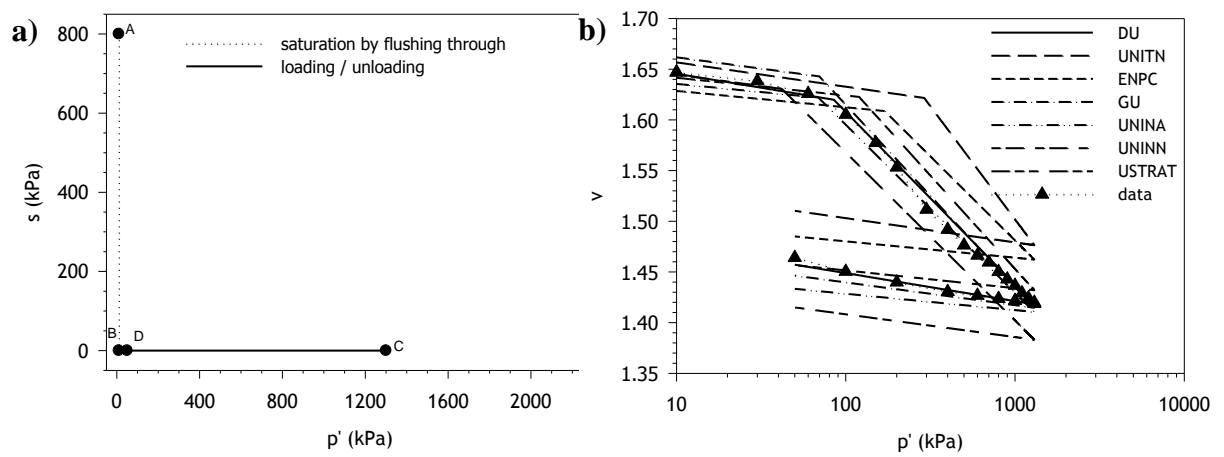 a)
s (kPa)
800
600
400
200
0
A
B
D
C
saturation by flushing through
loading / unloading
0 400 800 1200 1600 2000
p' (kPa)
b)
v
1.70
1.65
1.60
1.55
1.50
1.45
1.40
1.35
DU
UNITN
ENPC
GU
UNINA
UNINN
USTRAT
data
10 100 1000 10000
p' (kPa)